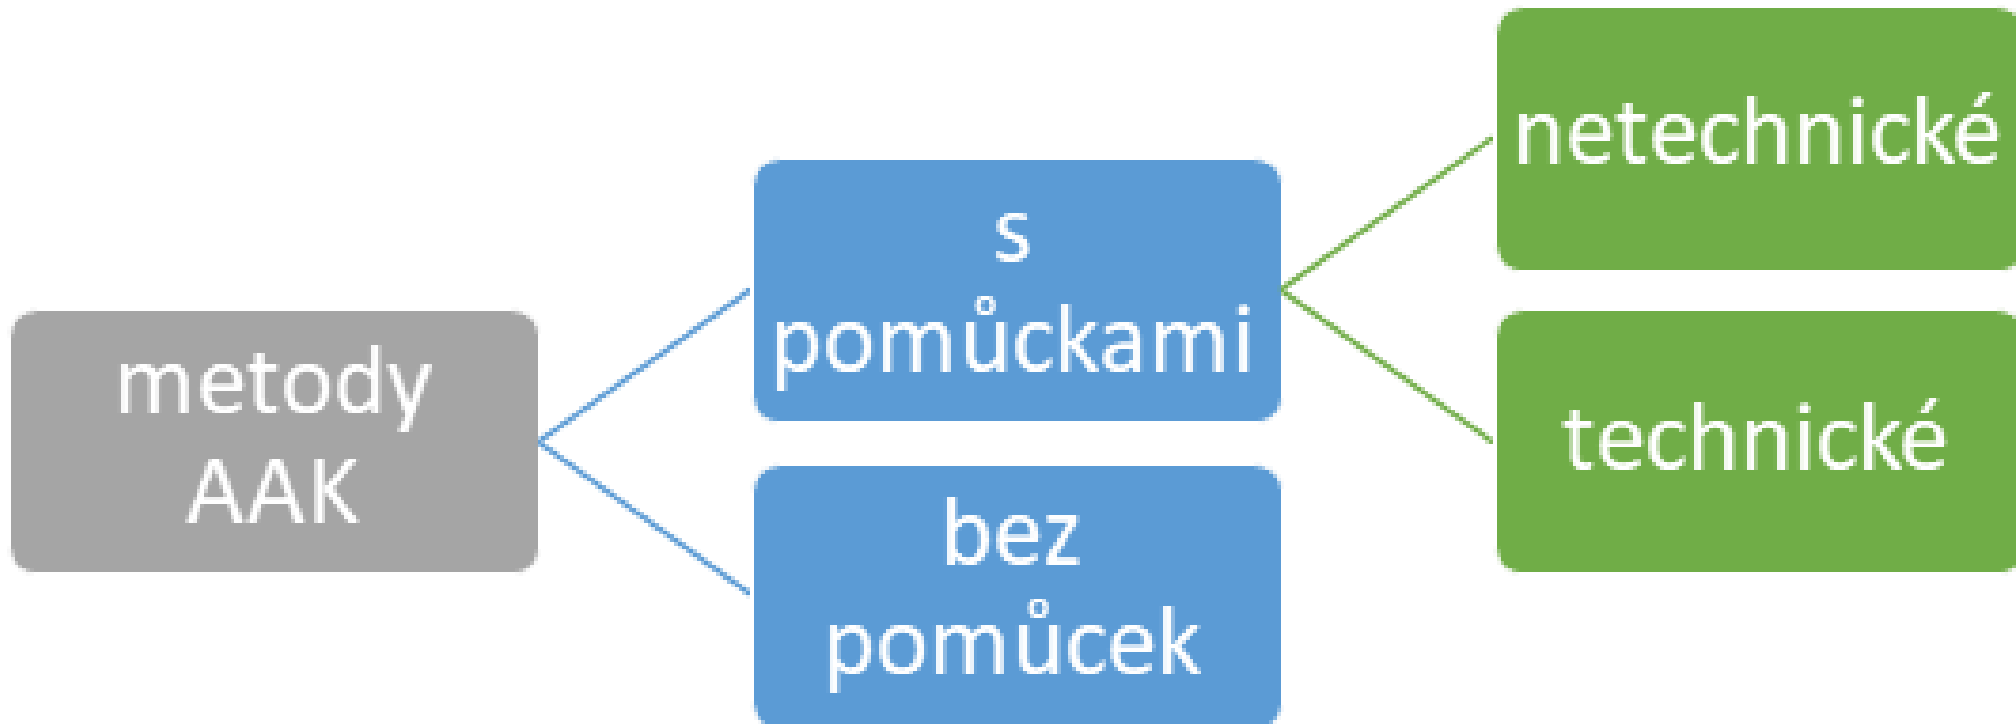 metody
AAK
s
pomůckami
bez
pomůcek
netechnické
technické